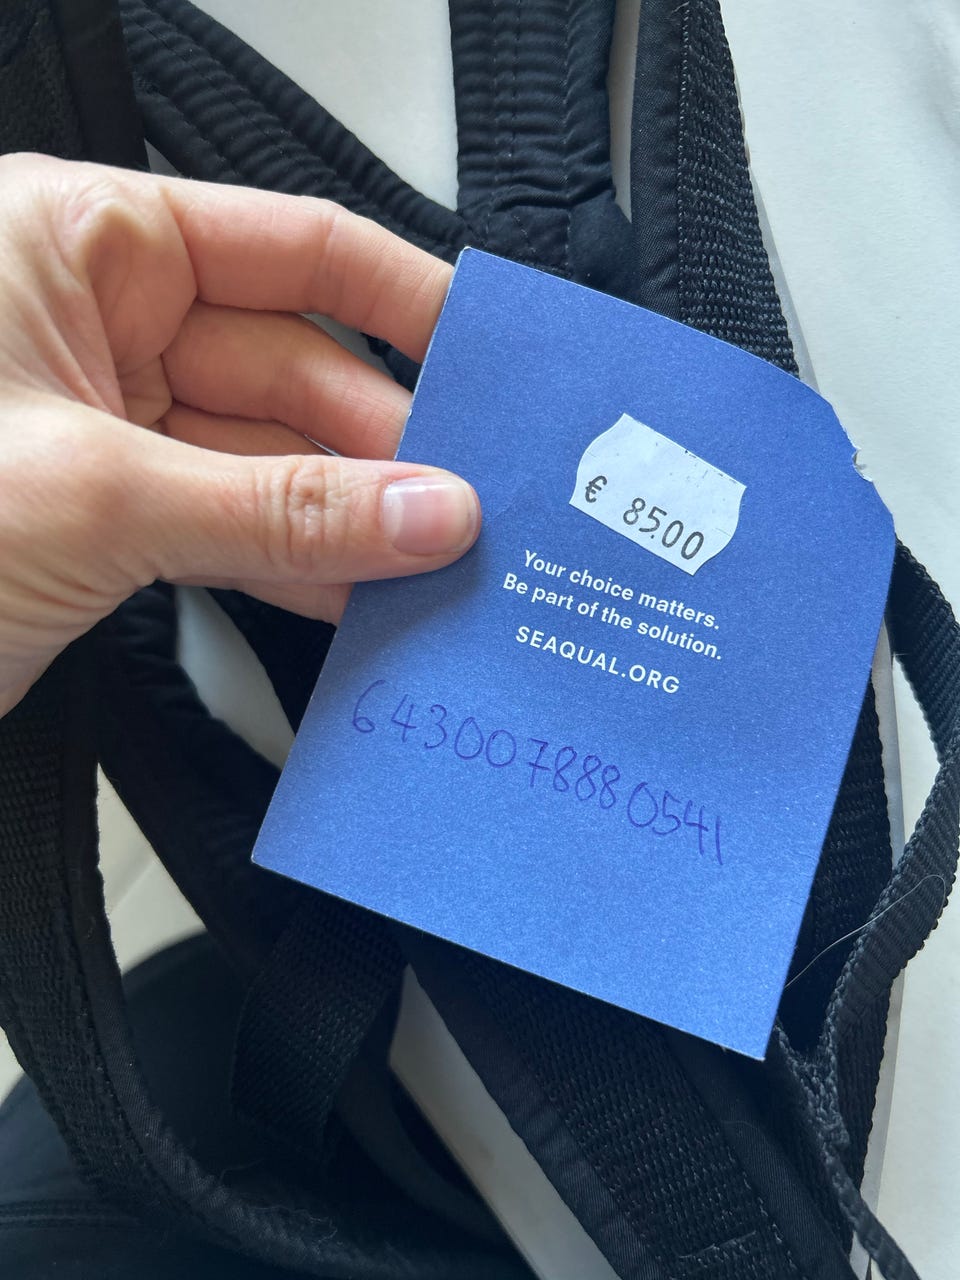 € 85.00
Your choice matters.
Be part of the solution.
SEAQUAL.ORG
6430078880541